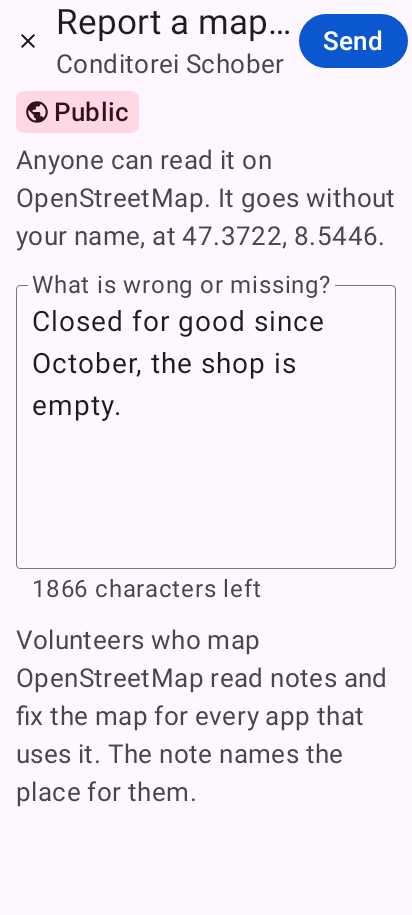 Report a map…
Send
Conditorei Schober
Public
Anyone can read it on
OpenStreetMap. It goes without
your name, at 47.3722, 8.5446.
What is wrong or missing?
Closed for good since
October, the shop is
empty.
1866 characters left
Volunteers who map
OpenStreetMap read notes and
fix the map for every app that
uses it. The note names the
place for them.